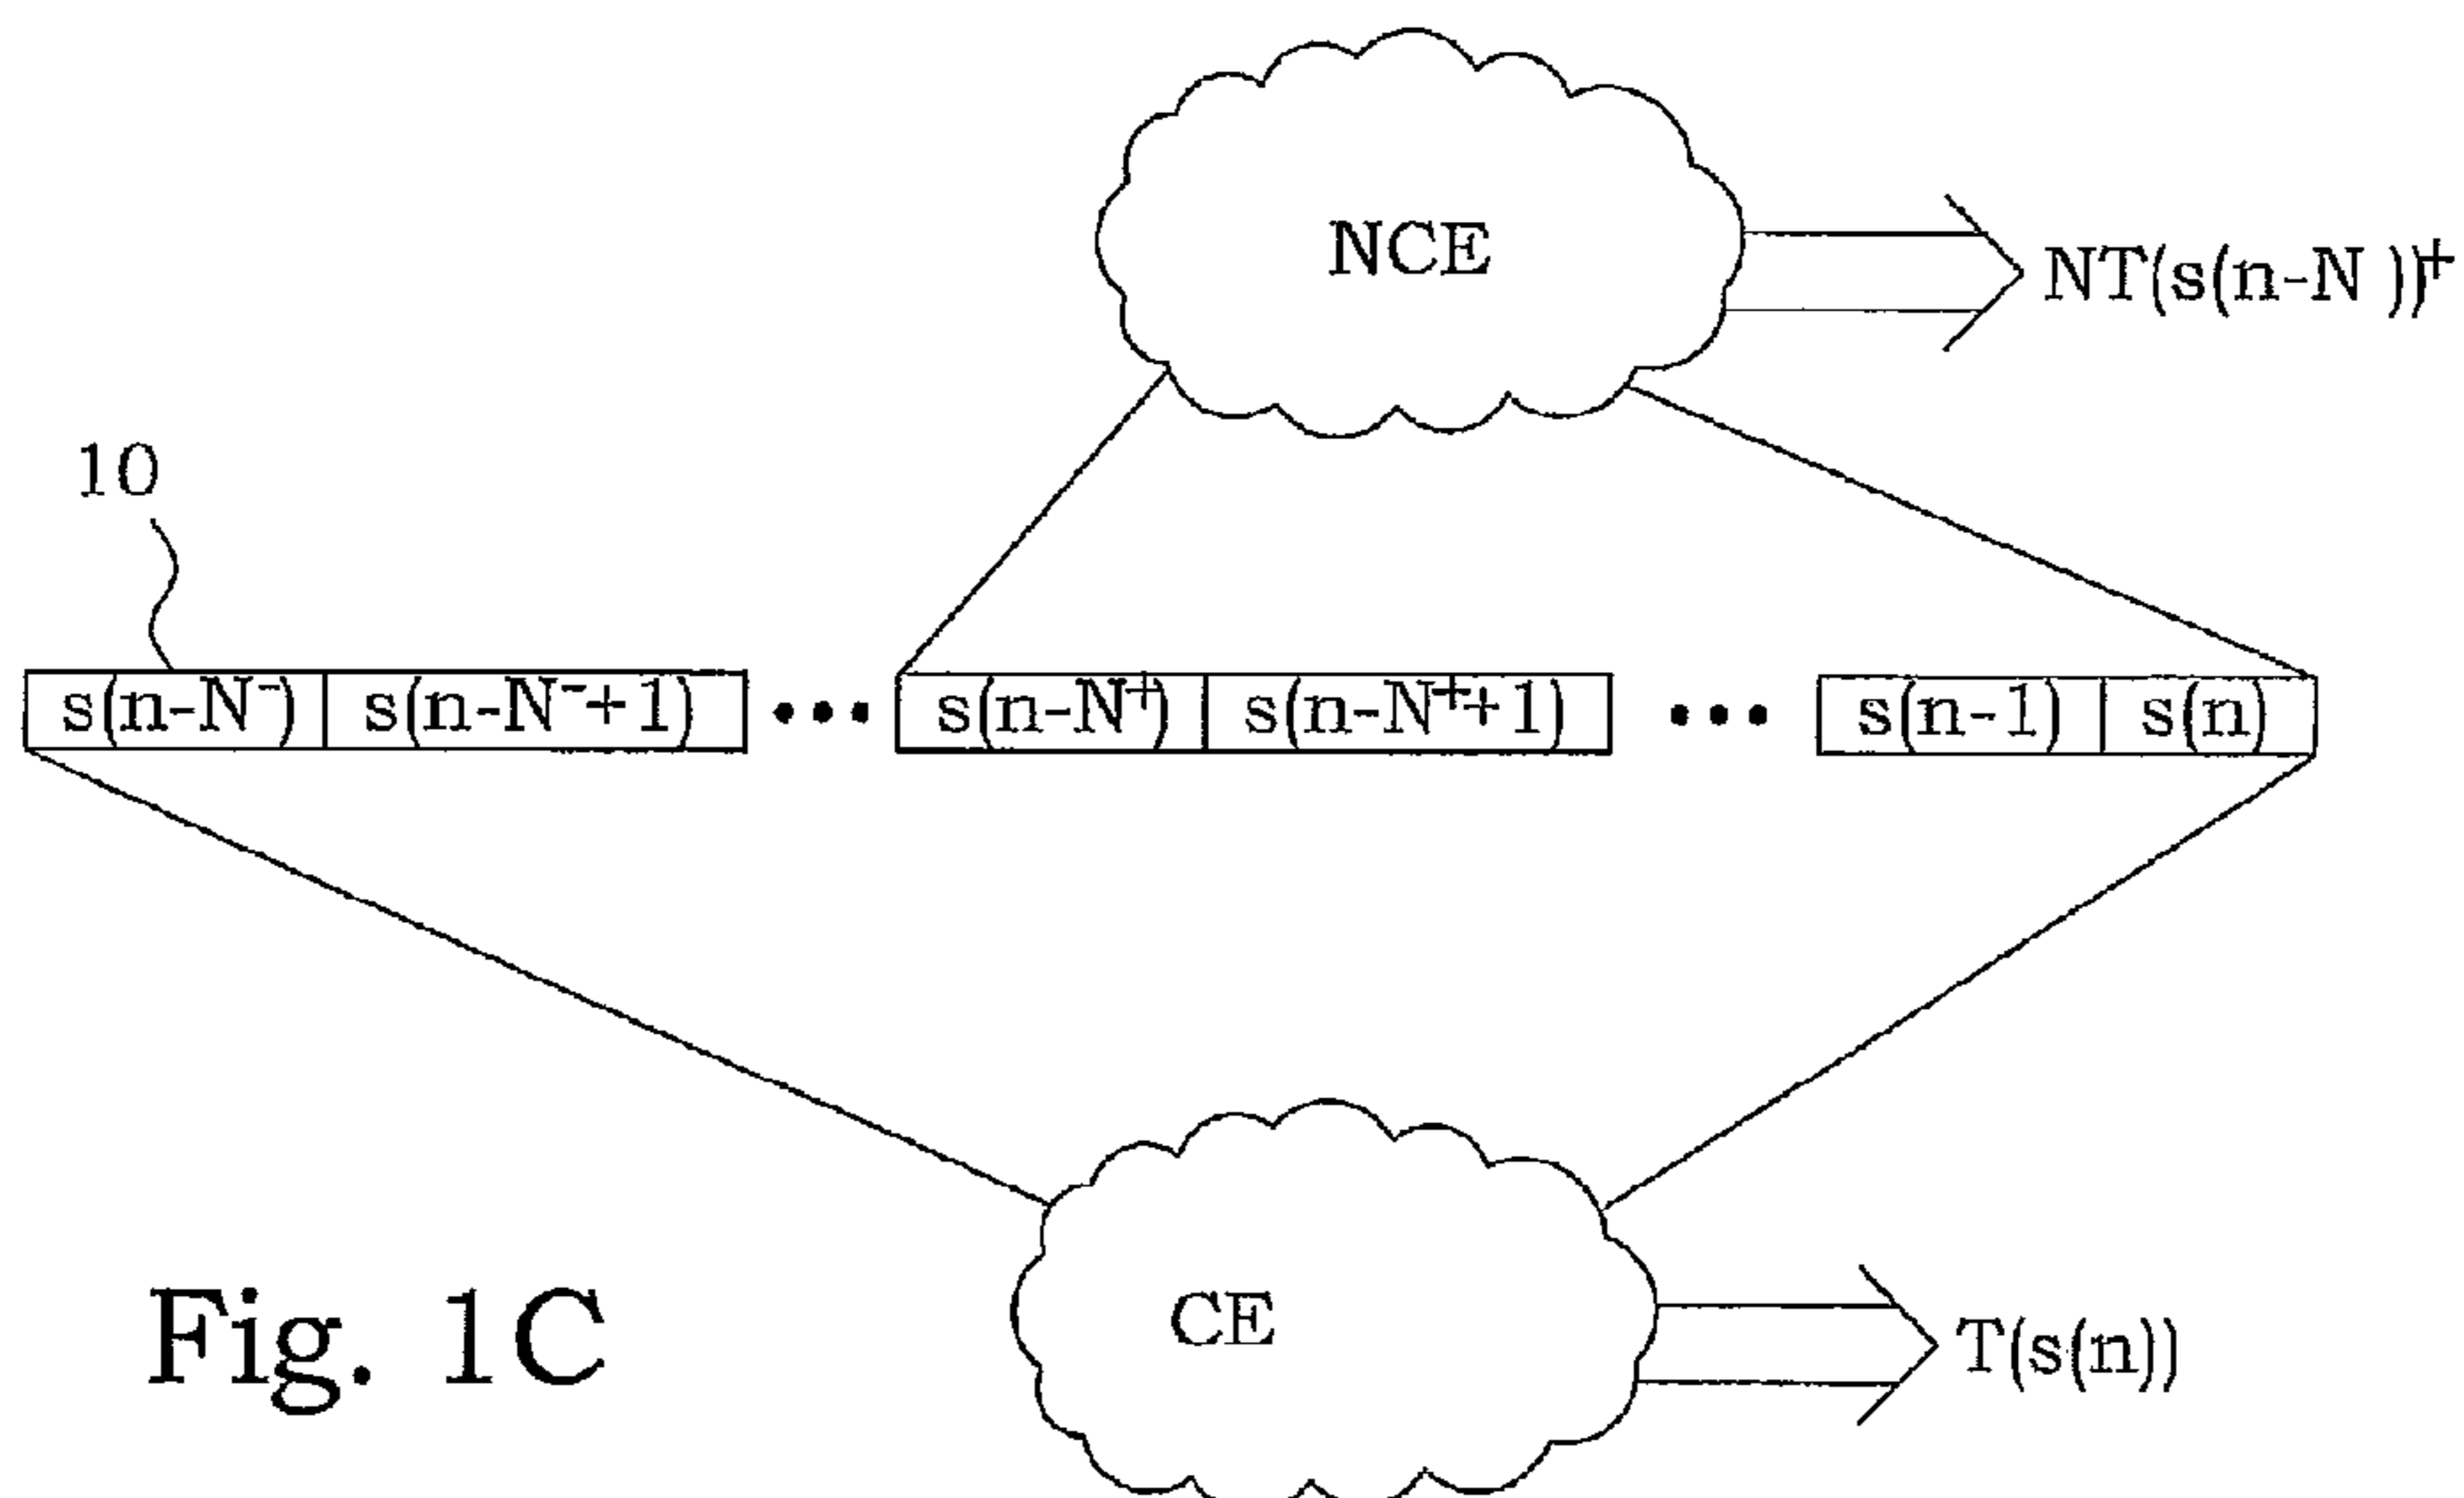 NCE
NT(s(n-N ))+
10
s(n-N⁻) s(n-N⁻+1) ••• s(n-N⁺) s(n-N⁺+1) ••• s(n-1) s(n)
CE
T(s(n))
Fig. 1C